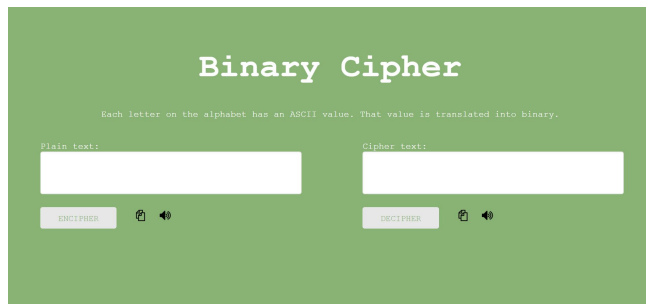 Binary Cipher
Each letter on the alphabet has an ASCII value. That value is translated into binary.
Plain text:
Cipher text:
ENCIPHER
DECIPHER